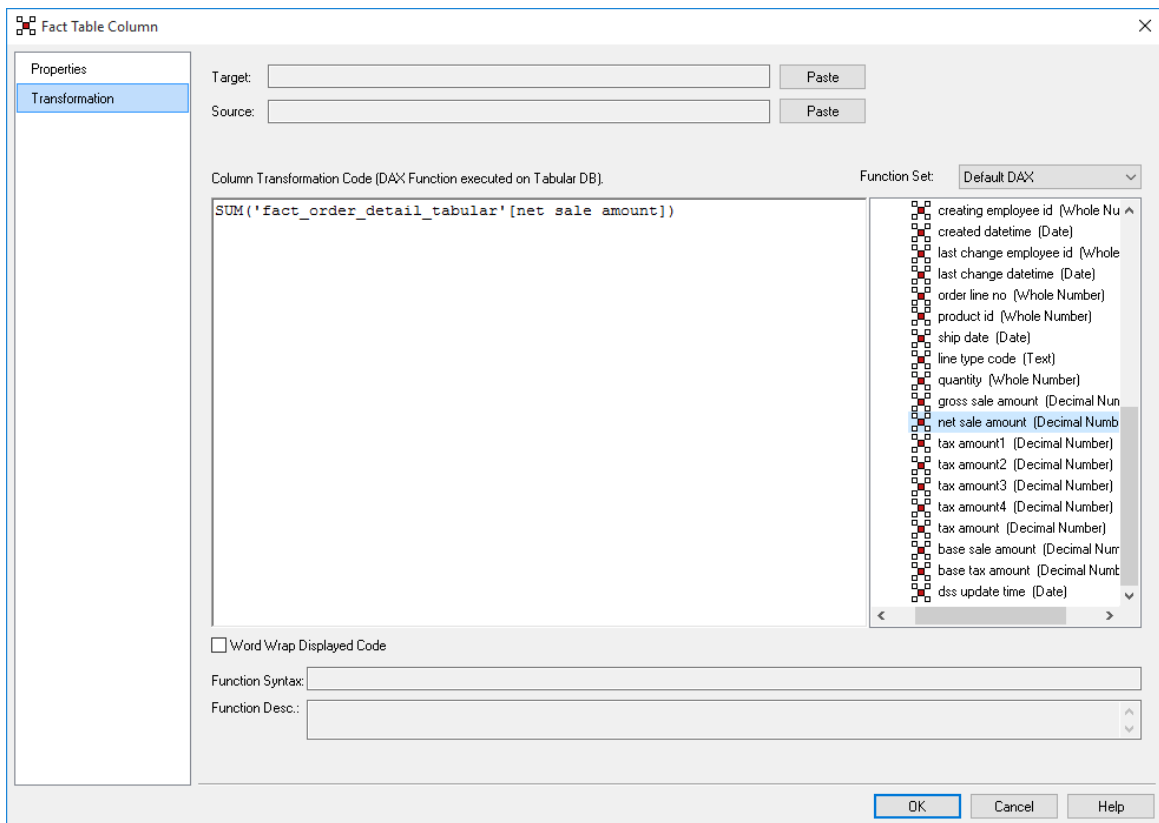 Fact Table Column
Properties
Transformation
Target:
Paste
Source:
Paste
Column Transformation Code (DAX Function executed on Tabular DB).
Function Set:
Default DAX
SUM('fact_order_detail_tabular'[net sale amount])
creating employee id (Whole Nu
created datetime (Date)
last change employee id (Whole
last change datetime (Date)
order line no (Whole Number)
product id (Whole Number)
ship date (Date)
line type code (Text)
quantity (Whole Number)
gross sale amount (Decimal Num
net sale amount (Decimal Numb
tax amount1 (Decimal Number)
tax amount2 (Decimal Number)
tax amount3 (Decimal Number)
tax amount4 (Decimal Number)
tax amount (Decimal Number)
base sale amount (Decimal Num
base tax amount (Decimal Numb
dss update time (Date)
Word Wrap Displayed Code
Function Syntax:
Function Desc.:
OK
Cancel
Help